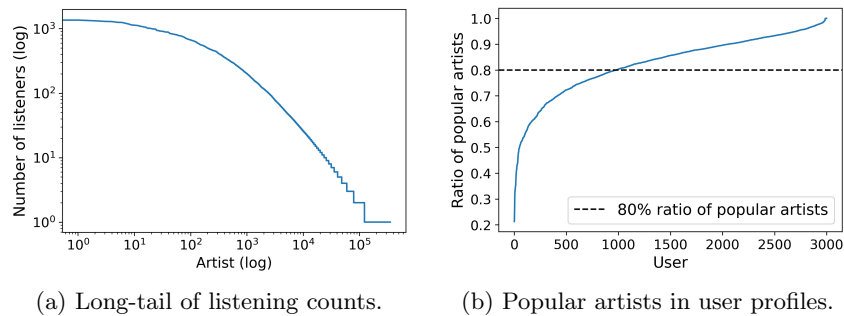 Number of listeners (log)
10³
10²
10¹
10⁰
10⁰ 10¹ 10² 10³ 10⁴ 10⁵
Artist (log)
(a) Long-tail of listening counts.
Ratio of popular artists
1.0
0.9
0.8
0.7
0.6
0.5
0.4
0.3
0.2
80% ratio of popular artists
0 500 1000 1500 2000 2500 3000
User
(b) Popular artists in user profiles.